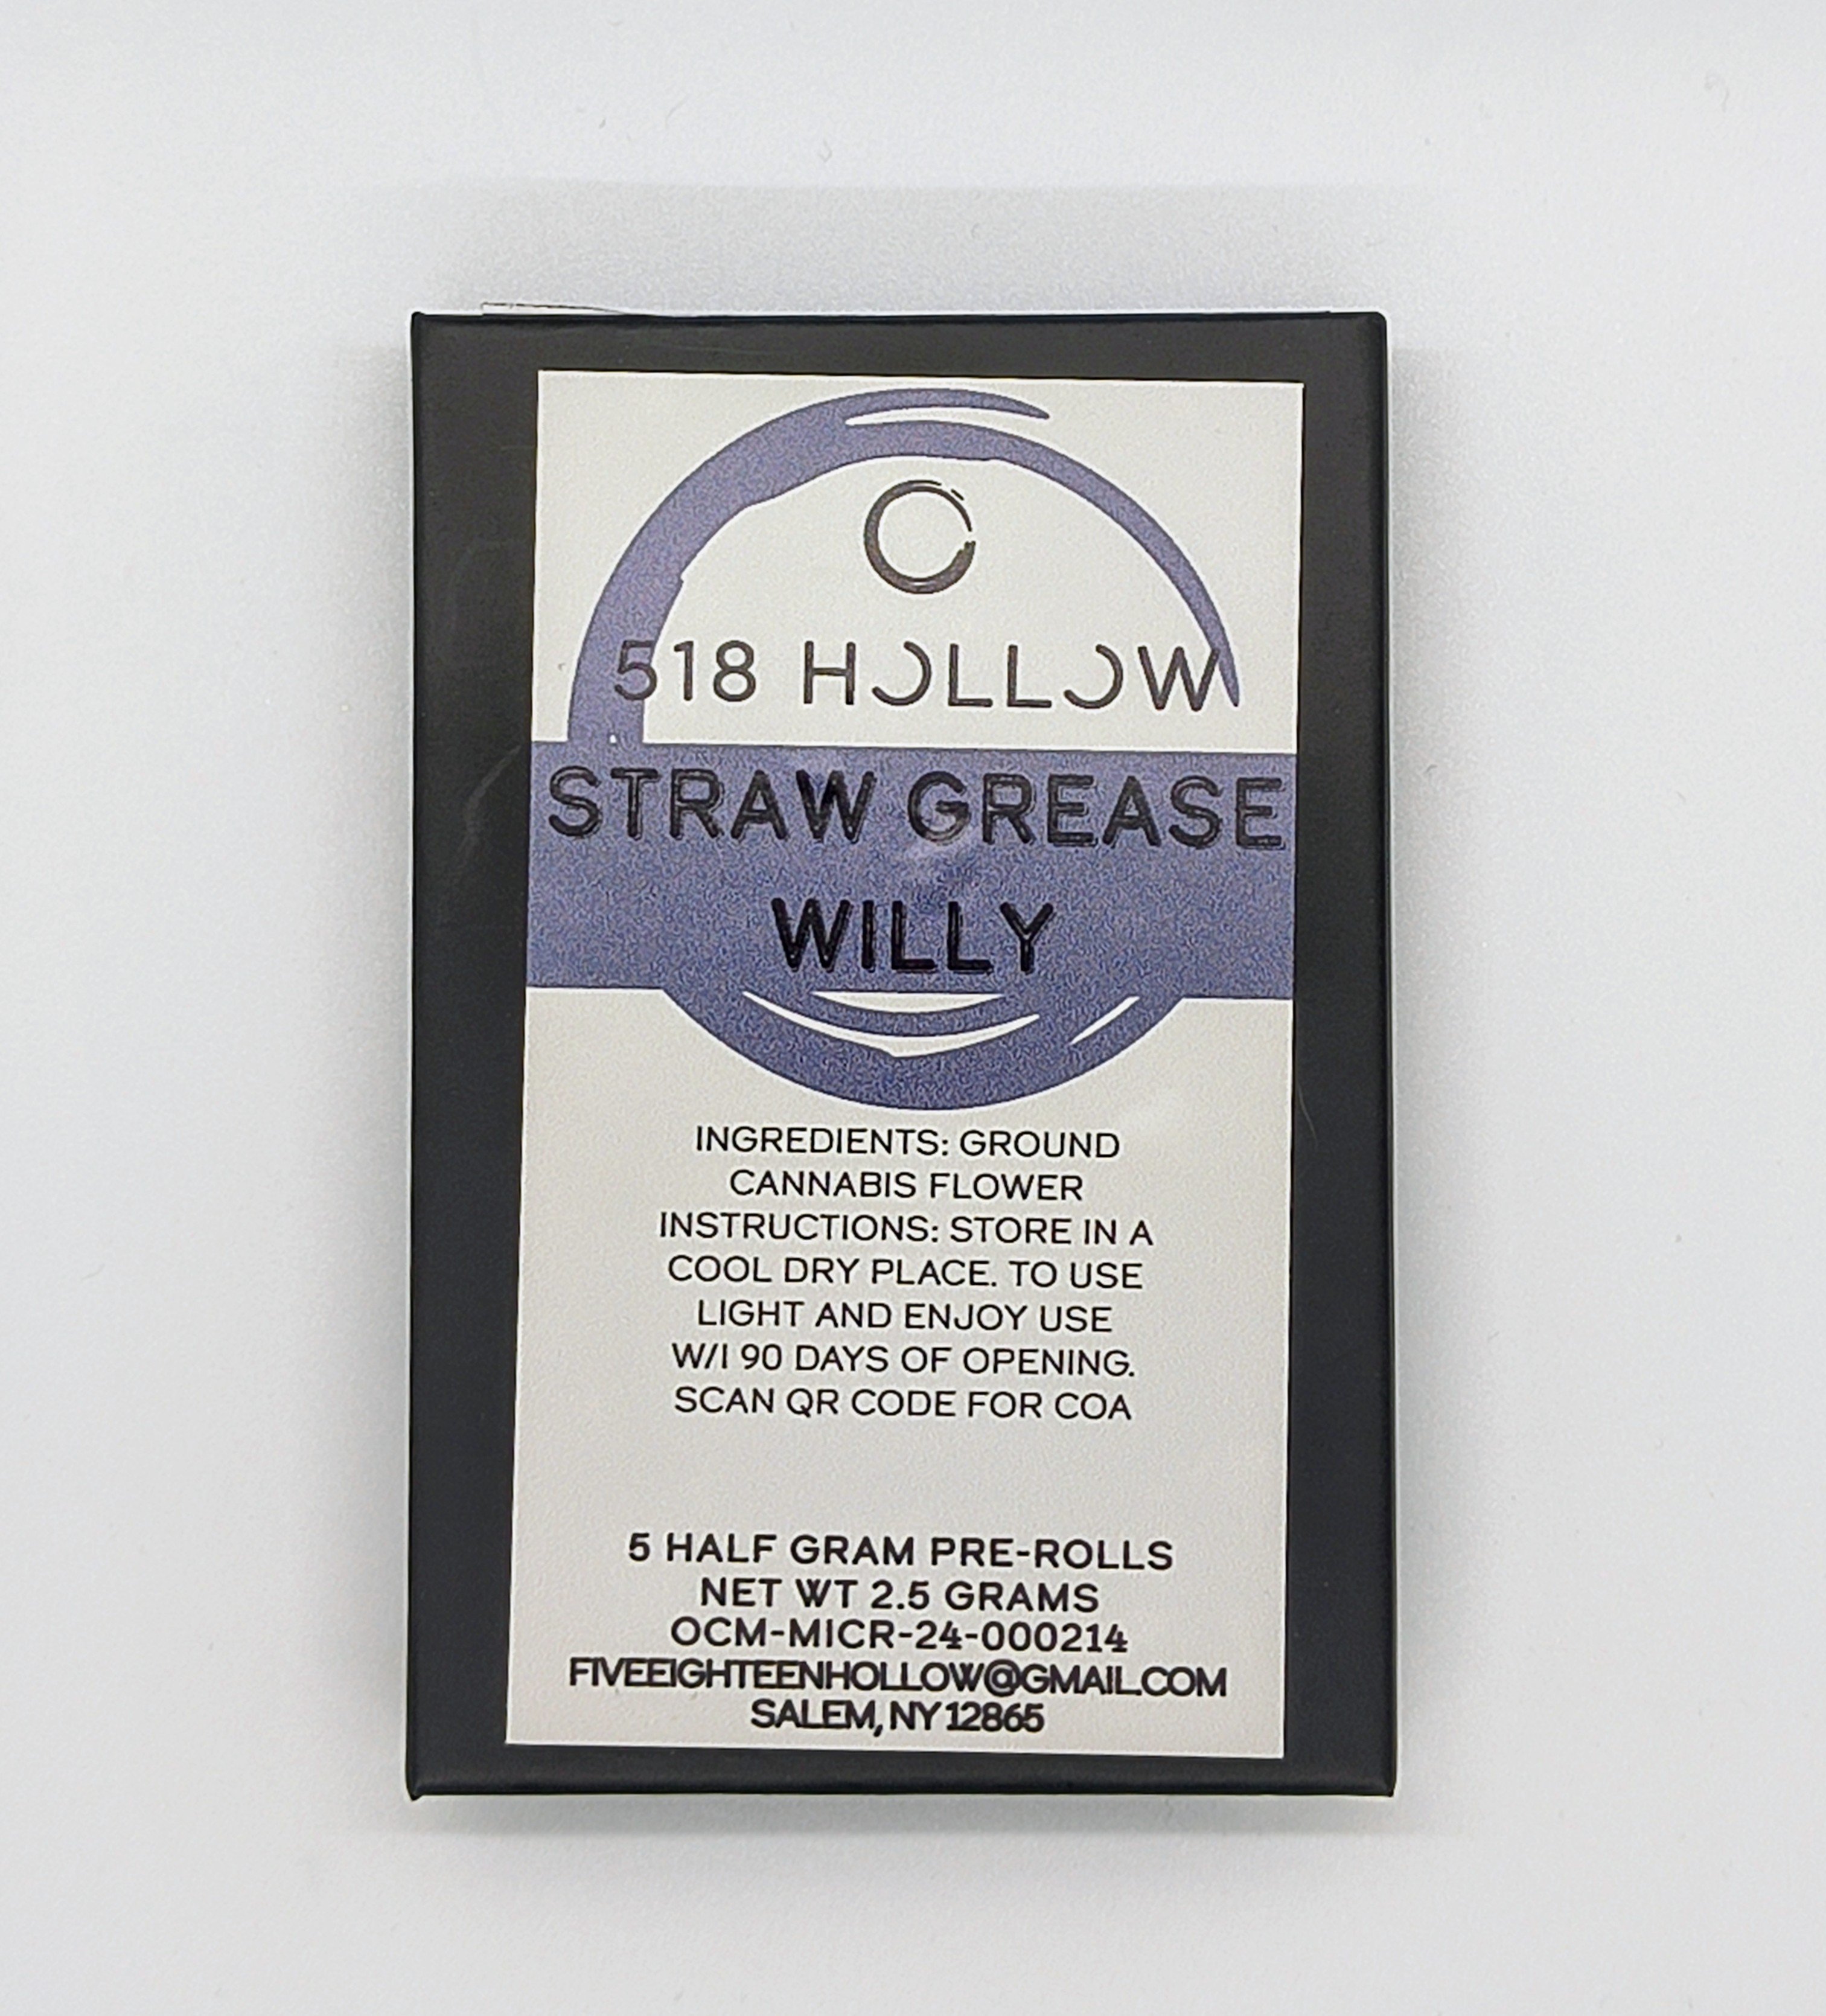 518 HOLLOW
STRAW GREASE
WILLY
INGREDIENTS: GROUND
CANNABIS FLOWER
INSTRUCTIONS: STORE IN A
COOL DRY PLACE. TO USE
LIGHT AND ENJOY USE
W/I 90 DAYS OF OPENING.
SCAN QR CODE FOR COA
5 HALF GRAM PRE-ROLLS
NET WT 2.5 GRAMS
OCM-MICR-24-000214
FIVEEIGHTEENHOLLOW@GMAIL.COM
SALEM, NY 12865